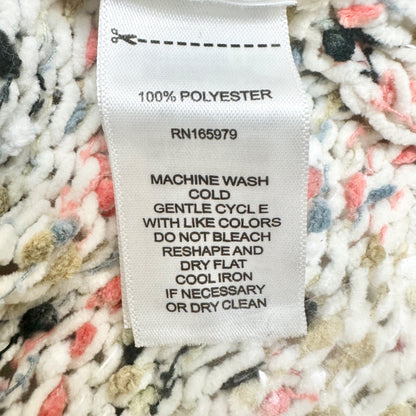 100% POLYESTER
RN165979
MACHINE WASH
COLD
GENTLE CYCLE
WITH LIKE COLORS
DO NOT BLEACH
RESHAPE AND
DRY FLAT
COOL IRON
IF NECESSARY
OR DRY CLEAN